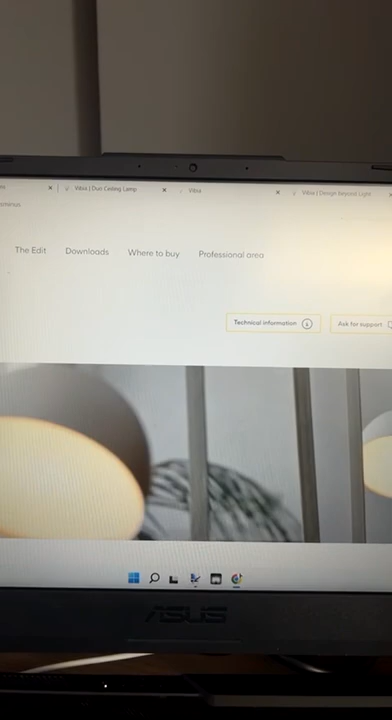 Vibia | Duo Ceiling Lamp
Vibia
Vibia | Design Keyless Light
The Edit
Downloads
Where to buy
Professional area
Technical information
Ask for support
ASUS